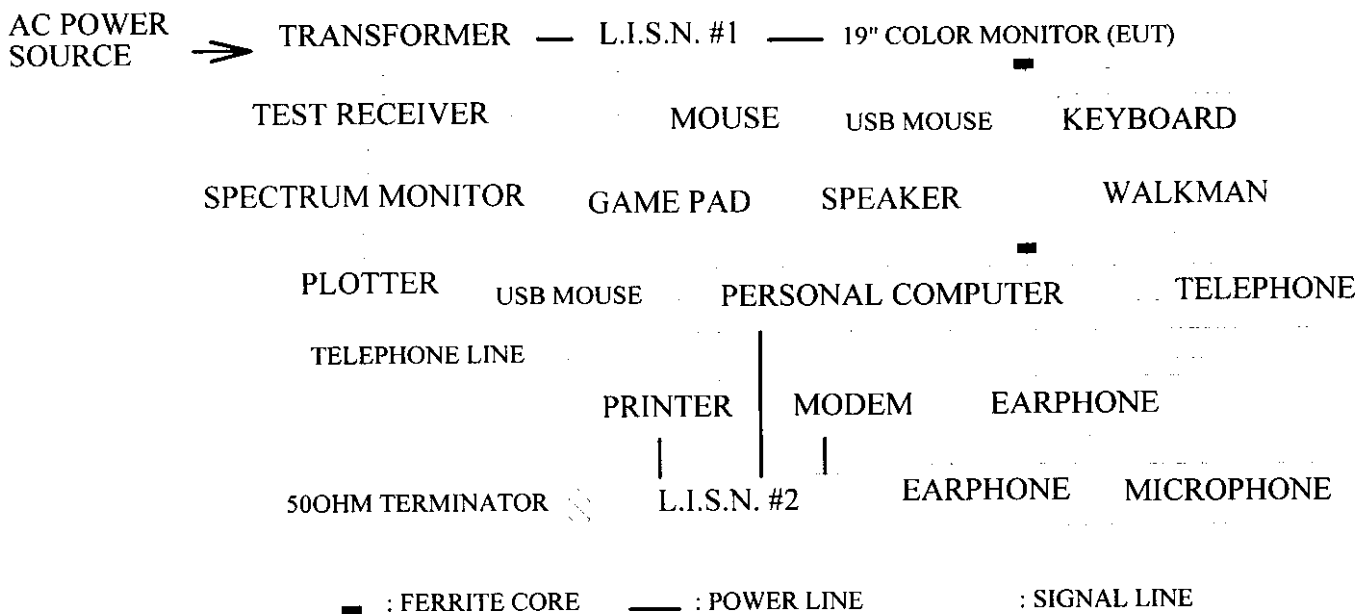 AC POWER
SOURCE
TRANSFORMER
L.I.S.N. #1
19" COLOR MONITOR (EUT)
TEST RECEIVER
MOUSE
USB MOUSE
KEYBOARD
SPECTRUM MONITOR
GAME PAD
SPEAKER
WALKMAN
PLOTTER
USB MOUSE
PERSONAL COMPUTER
TELEPHONE
TELEPHONE LINE
PRINTER
MODEM
EARPHONE
50OHM TERMINATOR
L.I.S.N. #2
EARPHONE
MICROPHONE
: FERRITE CORE
: POWER LINE
: SIGNAL LINE